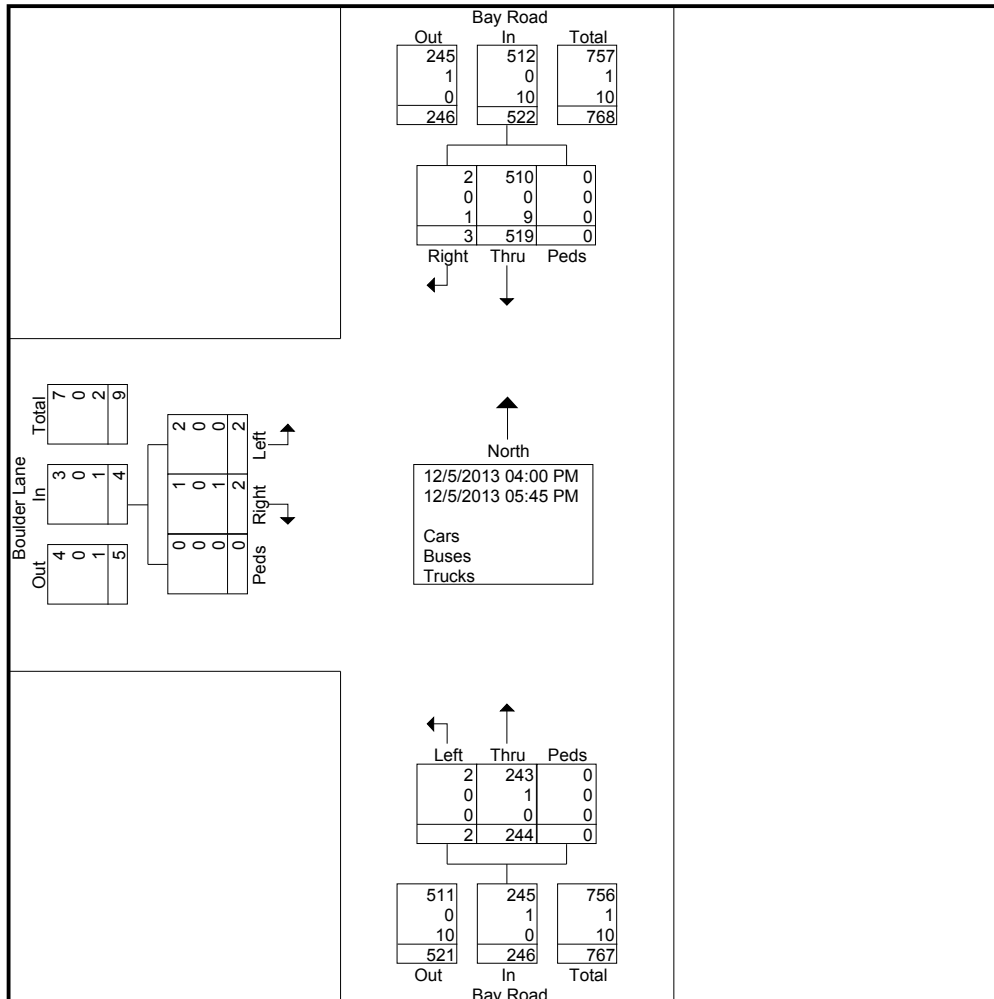 Bay Road
Out In Total
245 512 757
1 0 1
0 10 10
246 522 768
2 510 0
0 0 0
1 9 0
3 519 0
Right Thru Peds
Boulder Lane
Out In Total
4 3 7
0 0 0
1 1 2
5 4 9
0 1 2
0 0 0
0 1 0
0 2 2
Peds Right Left
North
12/5/2013 04:00 PM
12/5/2013 05:45 PM
Cars
Buses
Trucks
Left Thru Peds
2 243 0
0 1 0
0 0 0
2 244 0
511 245 756
0 1 1
10 0 10
521 246 767
Out In Total
Bay Road